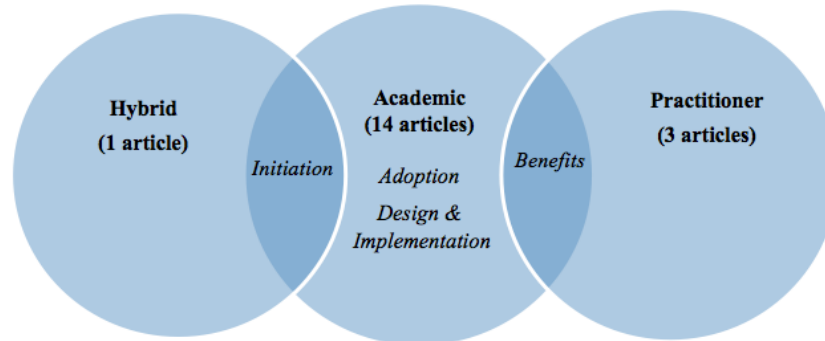 Hybrid
(1 article)
Initiation
Academic
(14 articles)
Adoption
Design &
Implementation
Benefits
Practitioner
(3 articles)